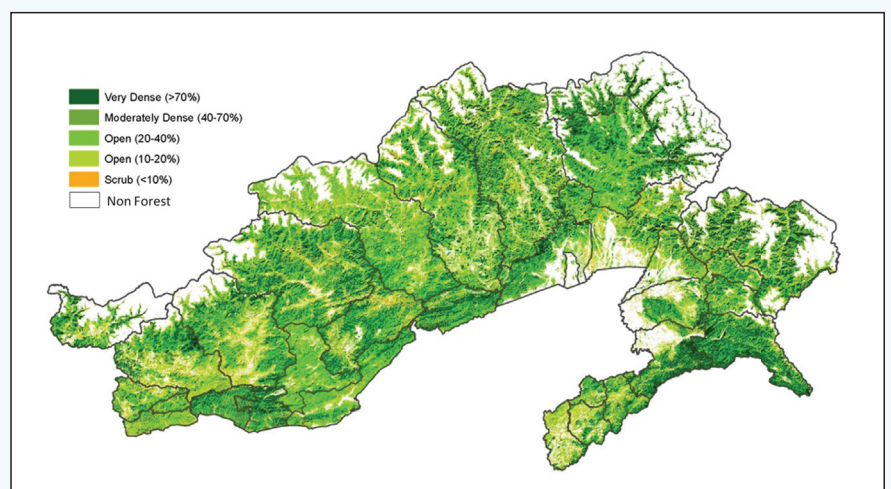 Very Dense (>70%)
Moderately Dense (40-70%)
Open (20-40%)
Open (10-20%)
Scrub (<10%)
Non Forest